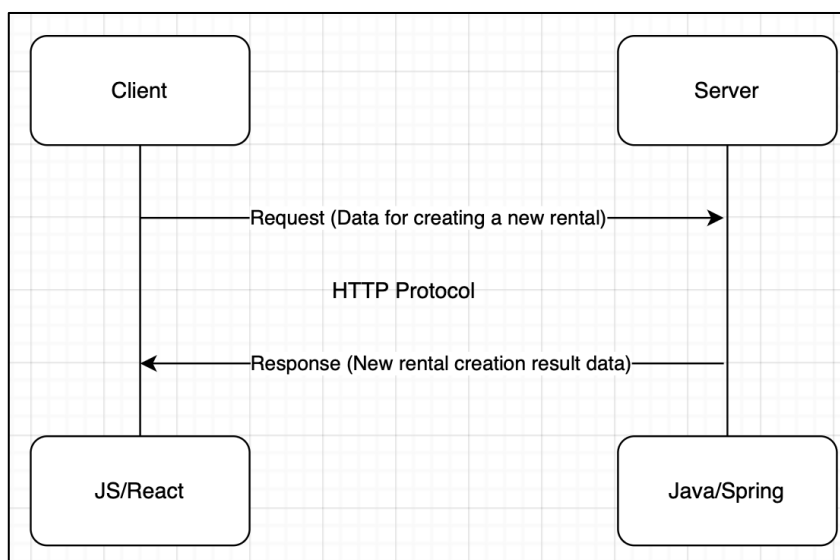 Client
Server
Request (Data for creating a new rental)
HTTP Protocol
Response (New rental creation result data)
JS/React
Java/Spring